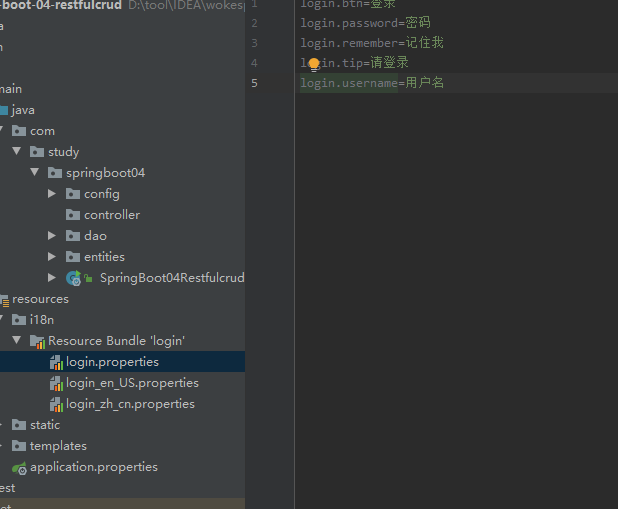 -boot-04-restfulcrud D:\tool\IDEA\wokes
main
java
com
study
springboot04
config
controller
dao
entities
SpringBoot04Restfulcrud
resources
i18n
Resource Bundle 'login'
login.properties
login_en_US.properties
login_zh_cn.properties
static
templates
application.properties
est
1 login.btn=登录
2 login.password=密码
3 login.remember=记住我
4 login.tip=请登录
5 login.username=用户名